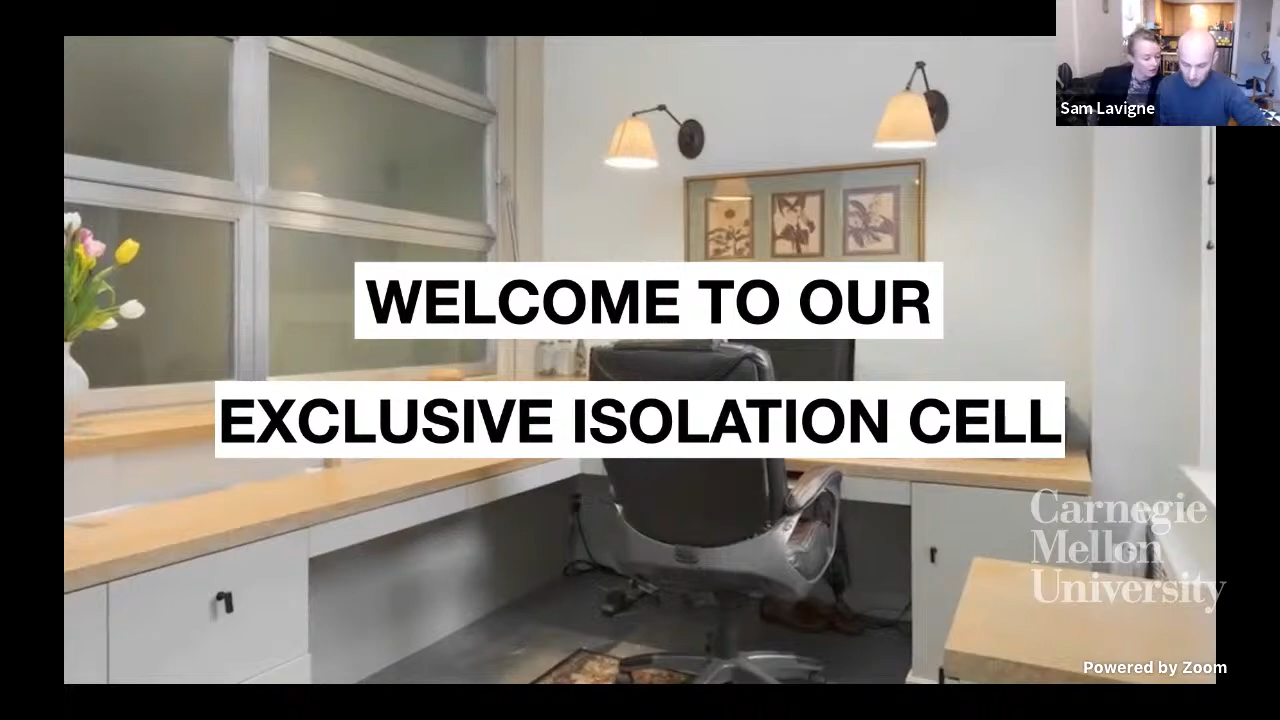 Sam Lavigne
WELCOME TO OUR
EXCLUSIVE ISOLATION CELL
Carnegie
Mellon
University
Powered by Zoom